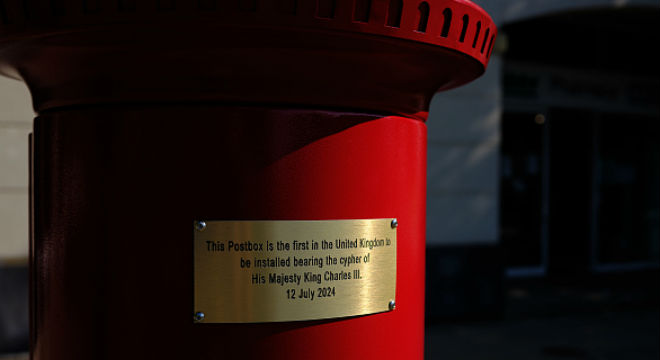 This Postbox is the first in the United Kingdom to
be installed bearing the cypher of
His Majesty King Charles III.
12 July 2024